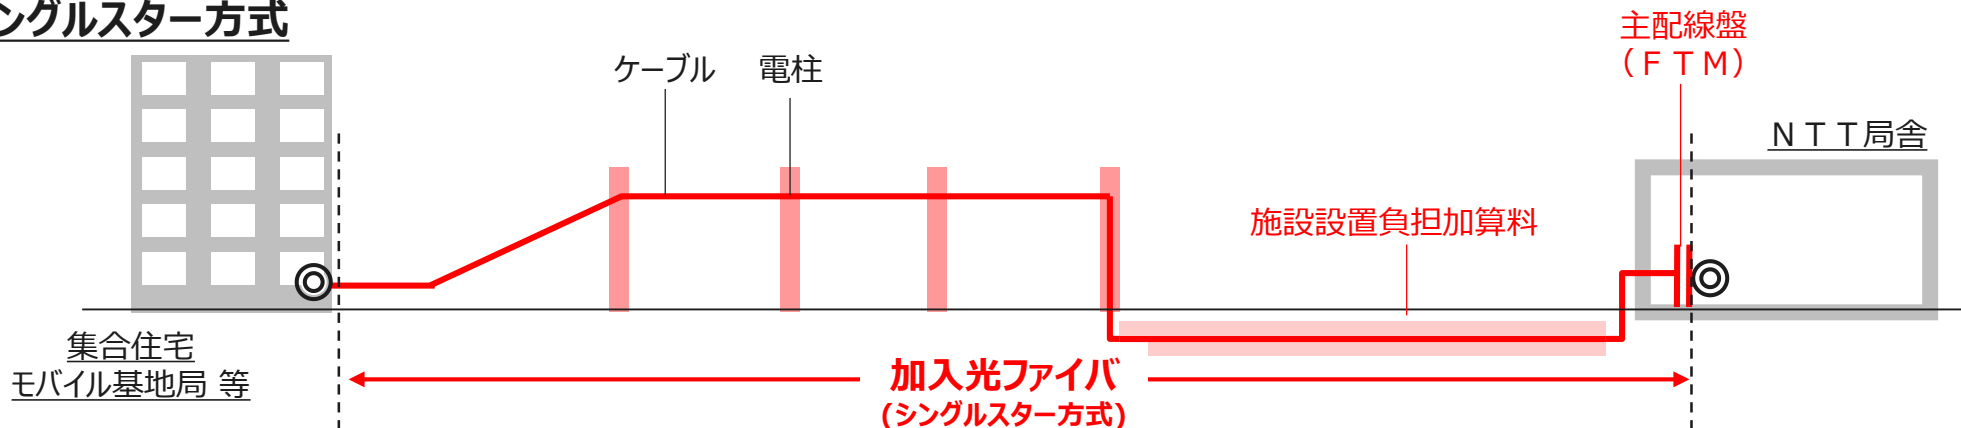 ングルスター方式
主配線盤
（ＦＴＭ）
ケーブル
電柱
ＮＴＴ局舎
施設設置負担加算料
集合住宅
モバイル基地局 等
加入光ファイバ
(シングルスター方式)